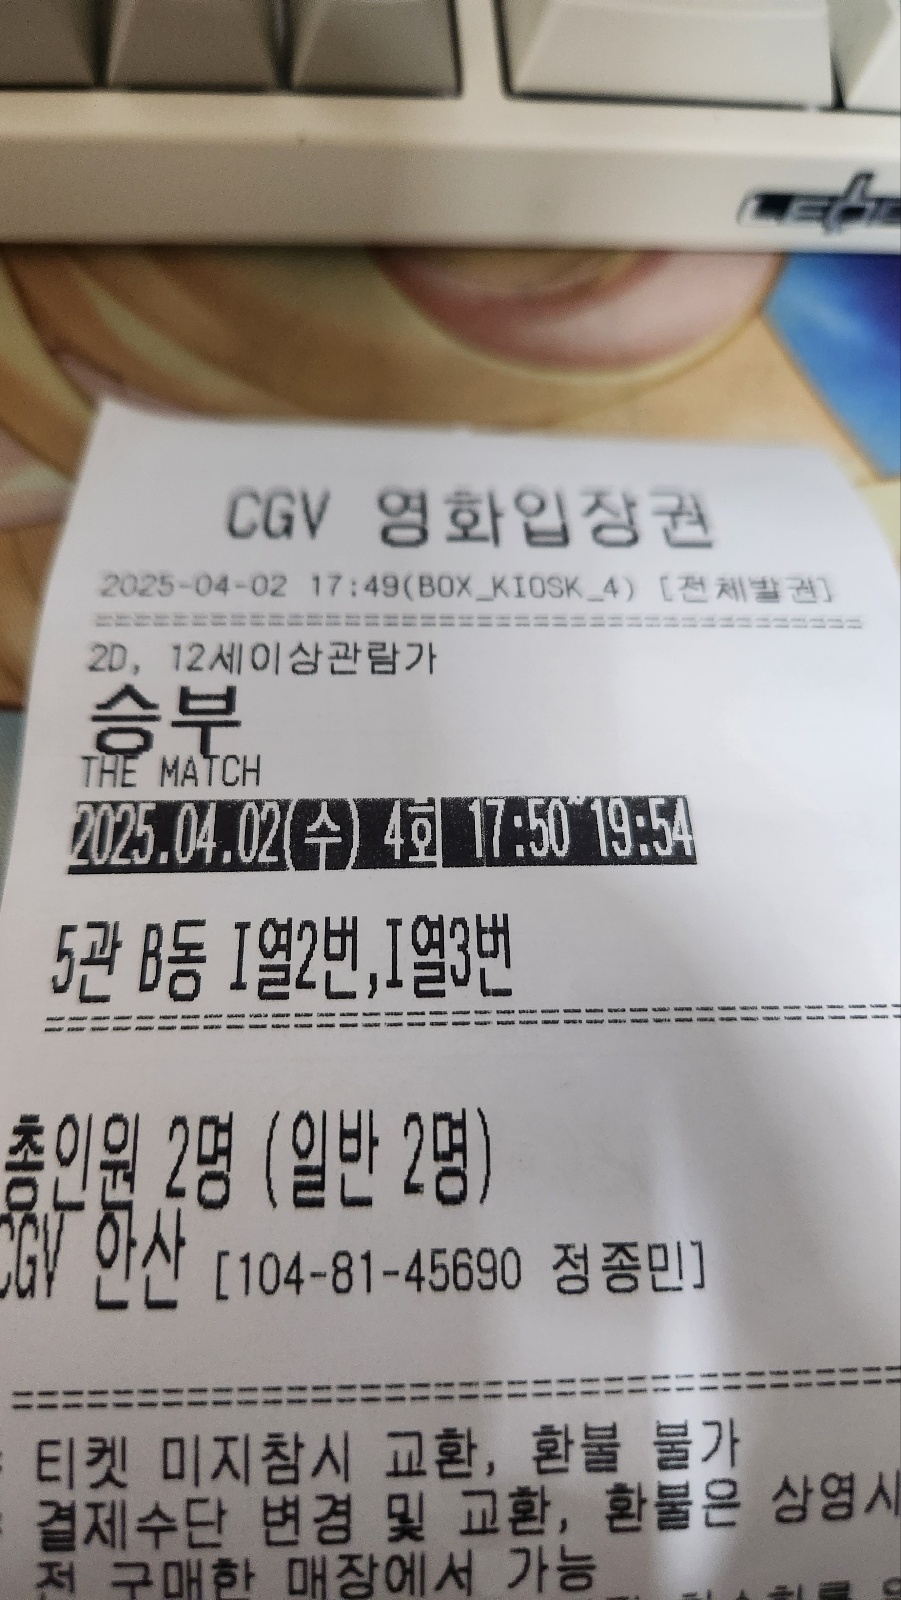 CGV 영화입장권
2025-04-02 17:49(BOX_KIOSK_4) [전체발권]
2D, 12세이상관람가
승부
THE MATCH
2025.04.02(수) 4회 17:50~19:54
5관 B동 I열2번,I열3번
총인원 2명 (일반 2명)
CGV 안산 [104-81-45690 정종민]
티켓 미지참시 교환, 환불 불가
결제수단 변경 및 교환, 환불은 상영시
전 구매한 매장에서 가능